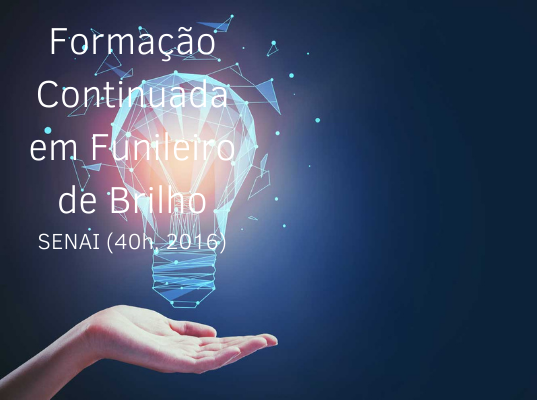 Formação
Continuada
em Funileiro
de Brilho
SENAI (40h, 2016)